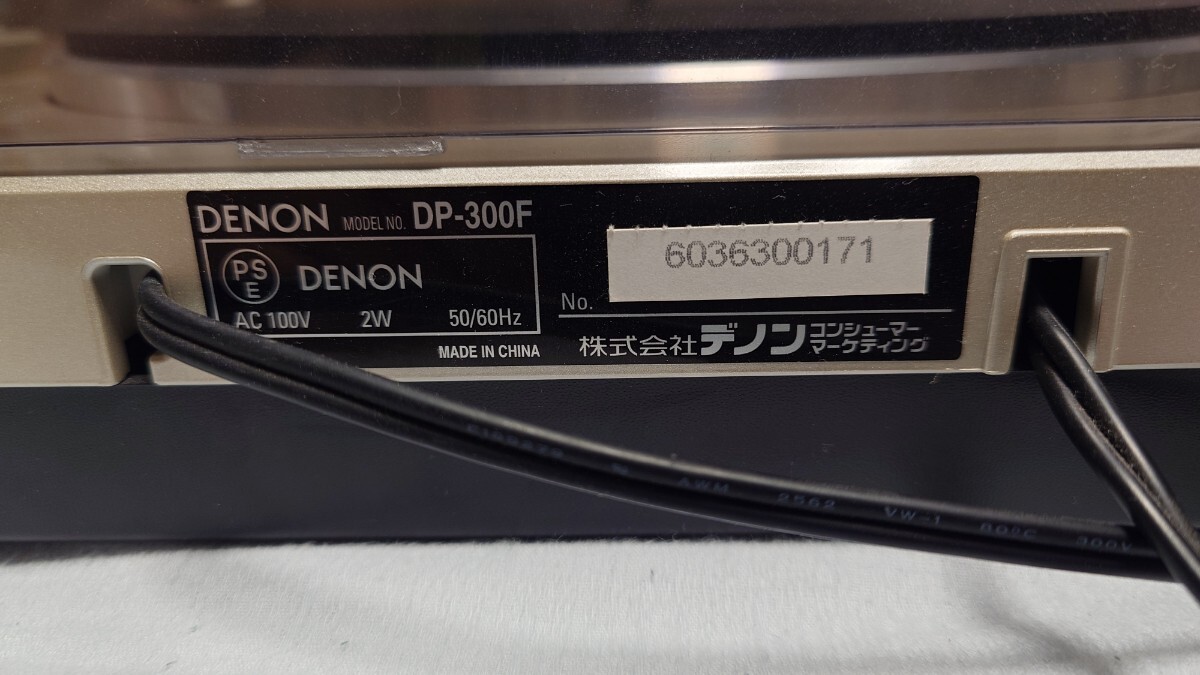 DENON MODEL NO. DP-300F
PS
E
DENON
AC 100V 2W 50/60Hz
MADE IN CHINA
6036300171
No.
株式会社デノン コンシューマー
マーケティング
AWM 2562 VW-1 80°C 300V